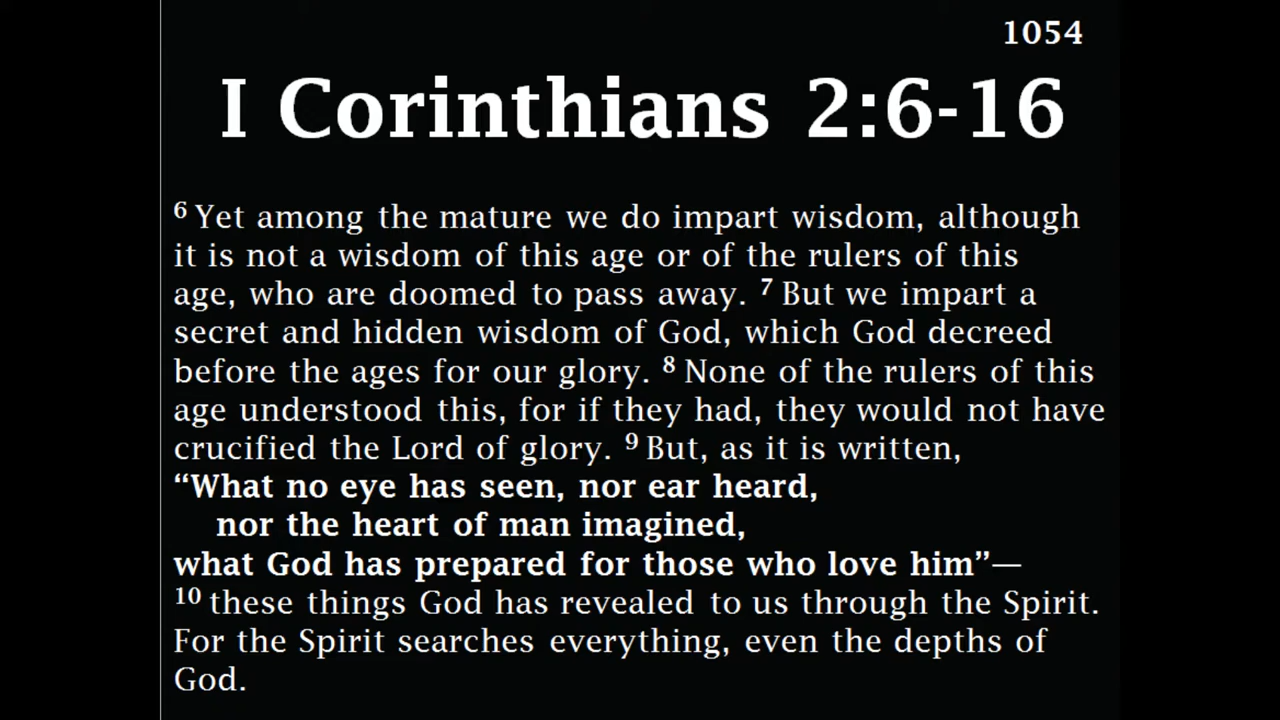 1054
I Corinthians 2:6-16
6 Yet among the mature we do impart wisdom, although
it is not a wisdom of this age or of the rulers of this
age, who are doomed to pass away. 7 But we impart a
secret and hidden wisdom of God, which God decreed
before the ages for our glory. 8 None of the rulers of this
age understood this, for if they had, they would not have
crucified the Lord of glory. 9 But, as it is written,
“What no eye has seen, nor ear heard,
nor the heart of man imagined,
what God has prepared for those who love him”—
10 these things God has revealed to us through the Spirit.
For the Spirit searches everything, even the depths of
God.